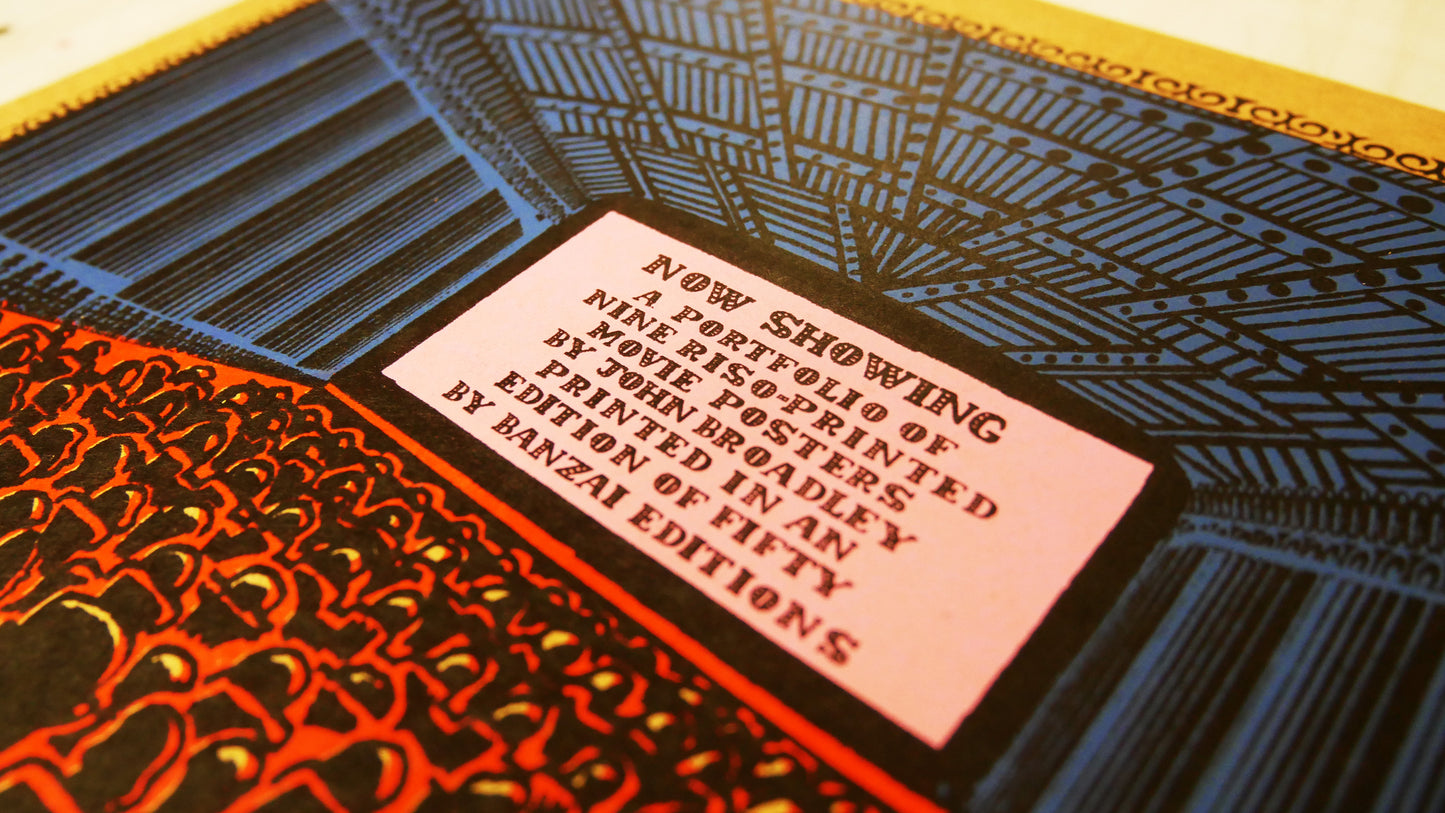 NOW SHOWING
A PORTFOLIO OF
NINE RISO-PRINTED
MOVIE POSTERS
BY JOHN BROADLEY
PRINTED IN AN
EDITION OF FIFTY
BY BANZAI EDITIONS